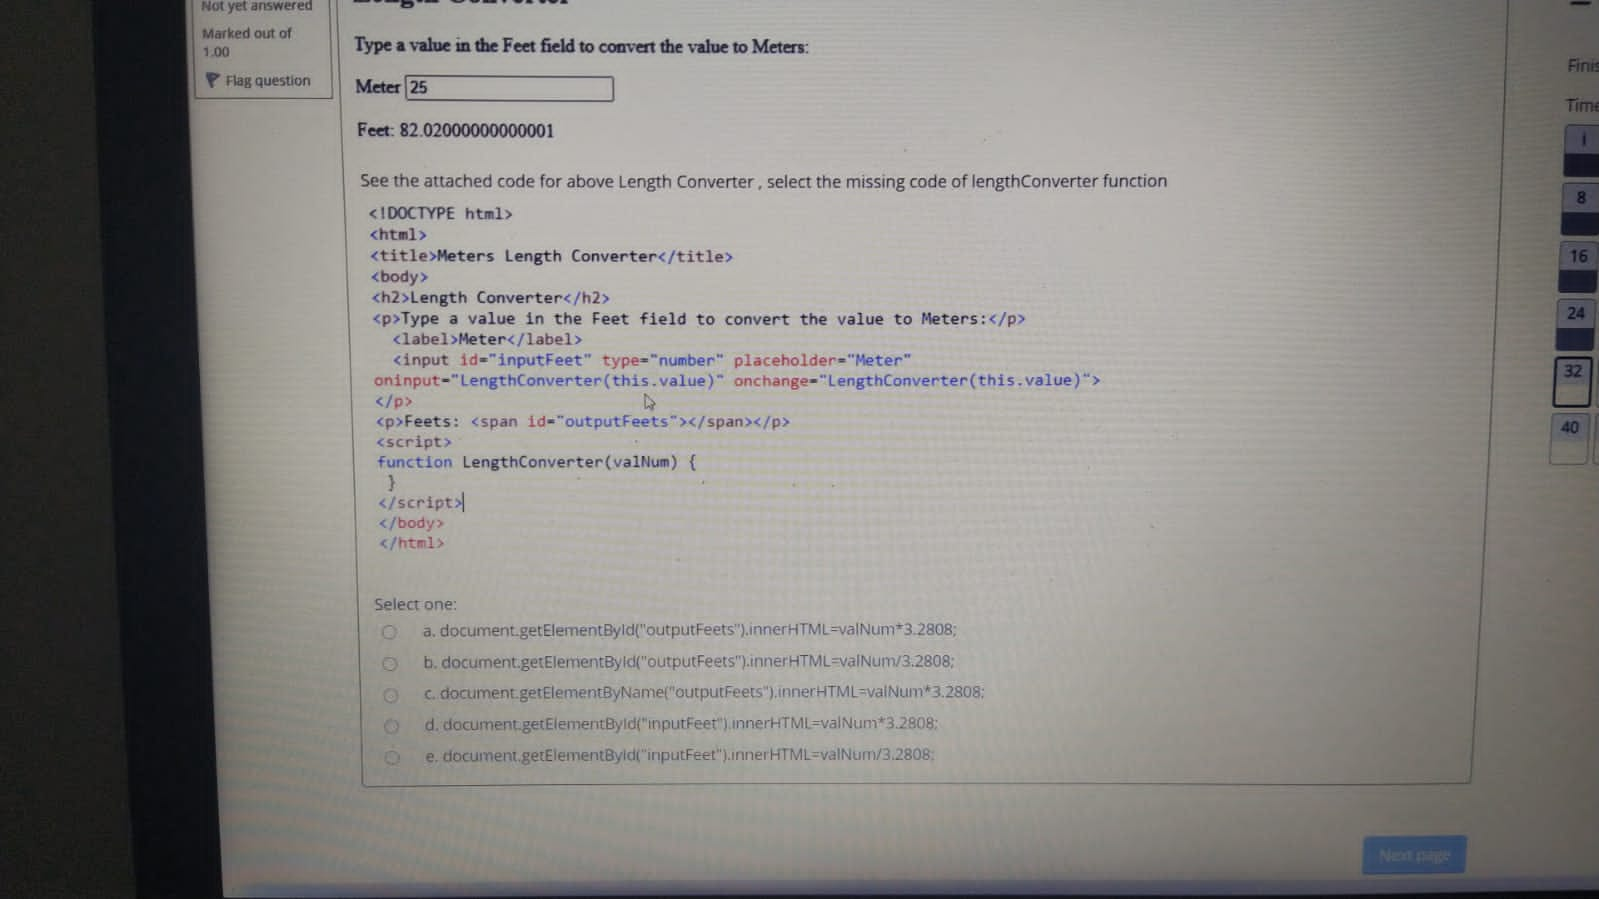 Not yet answered
Marked out of
1.00
Flag question
Length Converter
Type a value in the Feet field to convert the value to Meters:
Meter 25
Feet: 82.02000000000001
See the attached code for above Length Converter , select the missing code of lengthConverter function
<!DOCTYPE html>
<html>
<title>Meters Length Converter</title>
<body>
<h2>Length Converter</h2>
<p>Type a value in the Feet field to convert the value to Meters:</p>
<label>Meter</label>
<input id="inputFeet" type="number" placeholder="Meter"
oninput="LengthConverter(this.value)" onchange="LengthConverter(this.value)">
</p>
<p>Feets: <span id="outputFeets"></span></p>
<script>
function LengthConverter(valNum) {
}
</script>
</body>
</html>
Select one:
a. document.getElementById("outputFeets").innerHTML=valNum*3.2808;
b. document.getElementById("outputFeets").innerHTML=valNum/3.2808;
c. document.getElementByName("outputFeets").innerHTML=valNum*3.2808;
d. document.getElementById("inputFeet").innerHTML=valNum*3.2808;
e. document.getElementById("inputFeet").innerHTML=valNum/3.2808;
Next page
Finis
Time
8
16
24
32
40